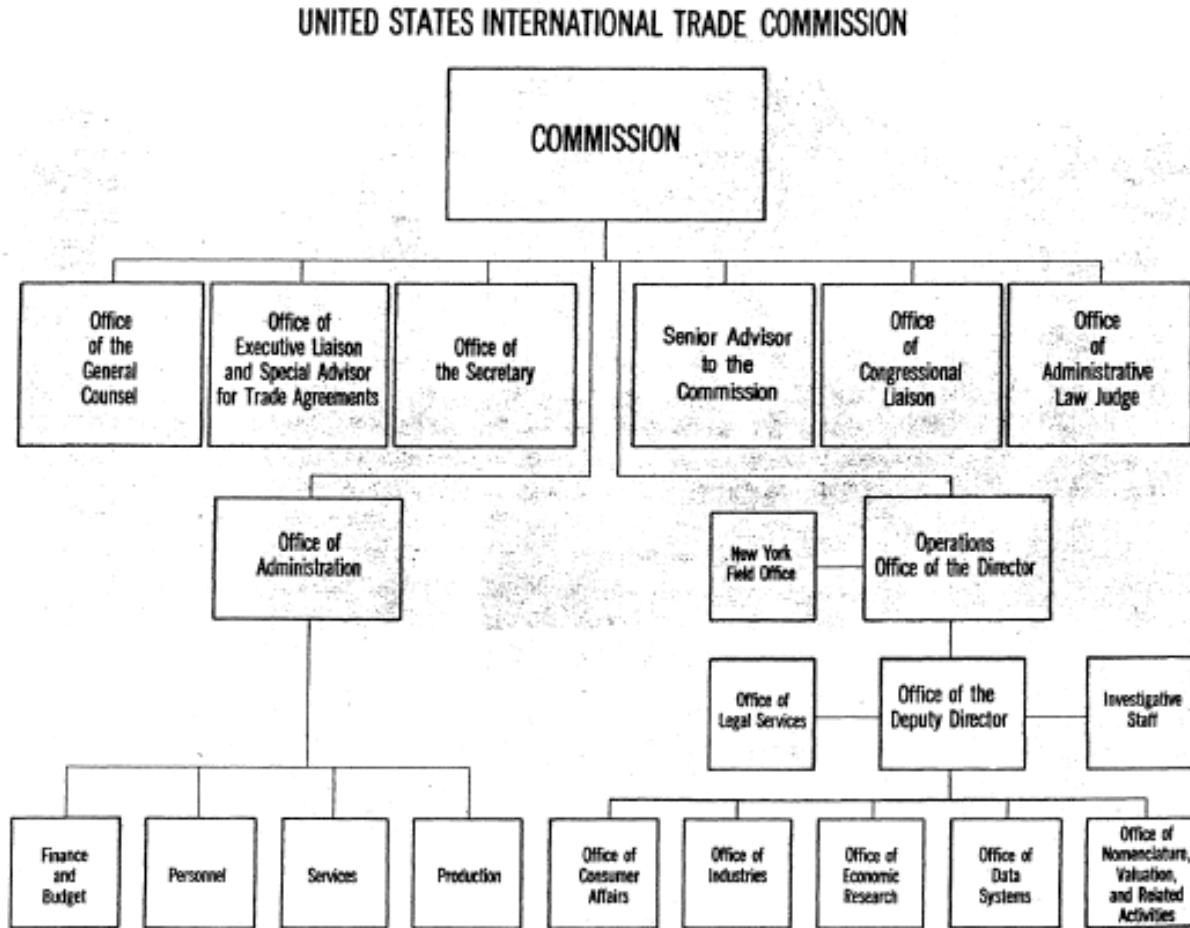 UNITED STATES INTERNATIONAL TRADE COMMISSION
COMMISSION
Office
of the
General
Counsel
Office of
Executive Liaison
and Special Advisor
for Trade Agreements
Office of
the Secretary
Senior Advisor
to the
Commission
Office
of
Congressional
Liaison
Office
of
Administrative
Law Judge
Office of
Administration
New York
Field Office
Operations
Office of the Director
Office of
Legal Services
Office of the
Deputy Director
Investigative
Staff
Finance
and
Budget
Personnel
Services
Production
Office of
Consumer
Affairs
Office of
Industries
Office of
Economic
Research
Office of
Data
Systems
Office of
Nomenclature,
Valuation,
and Related
Activities